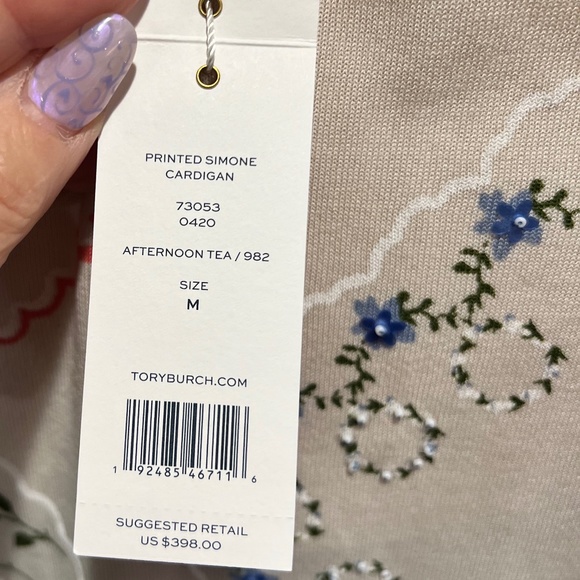 PRINTED SIMONE
CARDIGAN
73053
0420
AFTERNOON TEA / 982
SIZE
M
TORYBURCH.COM
1 92485 46711 6
SUGGESTED RETAIL
US $398.00